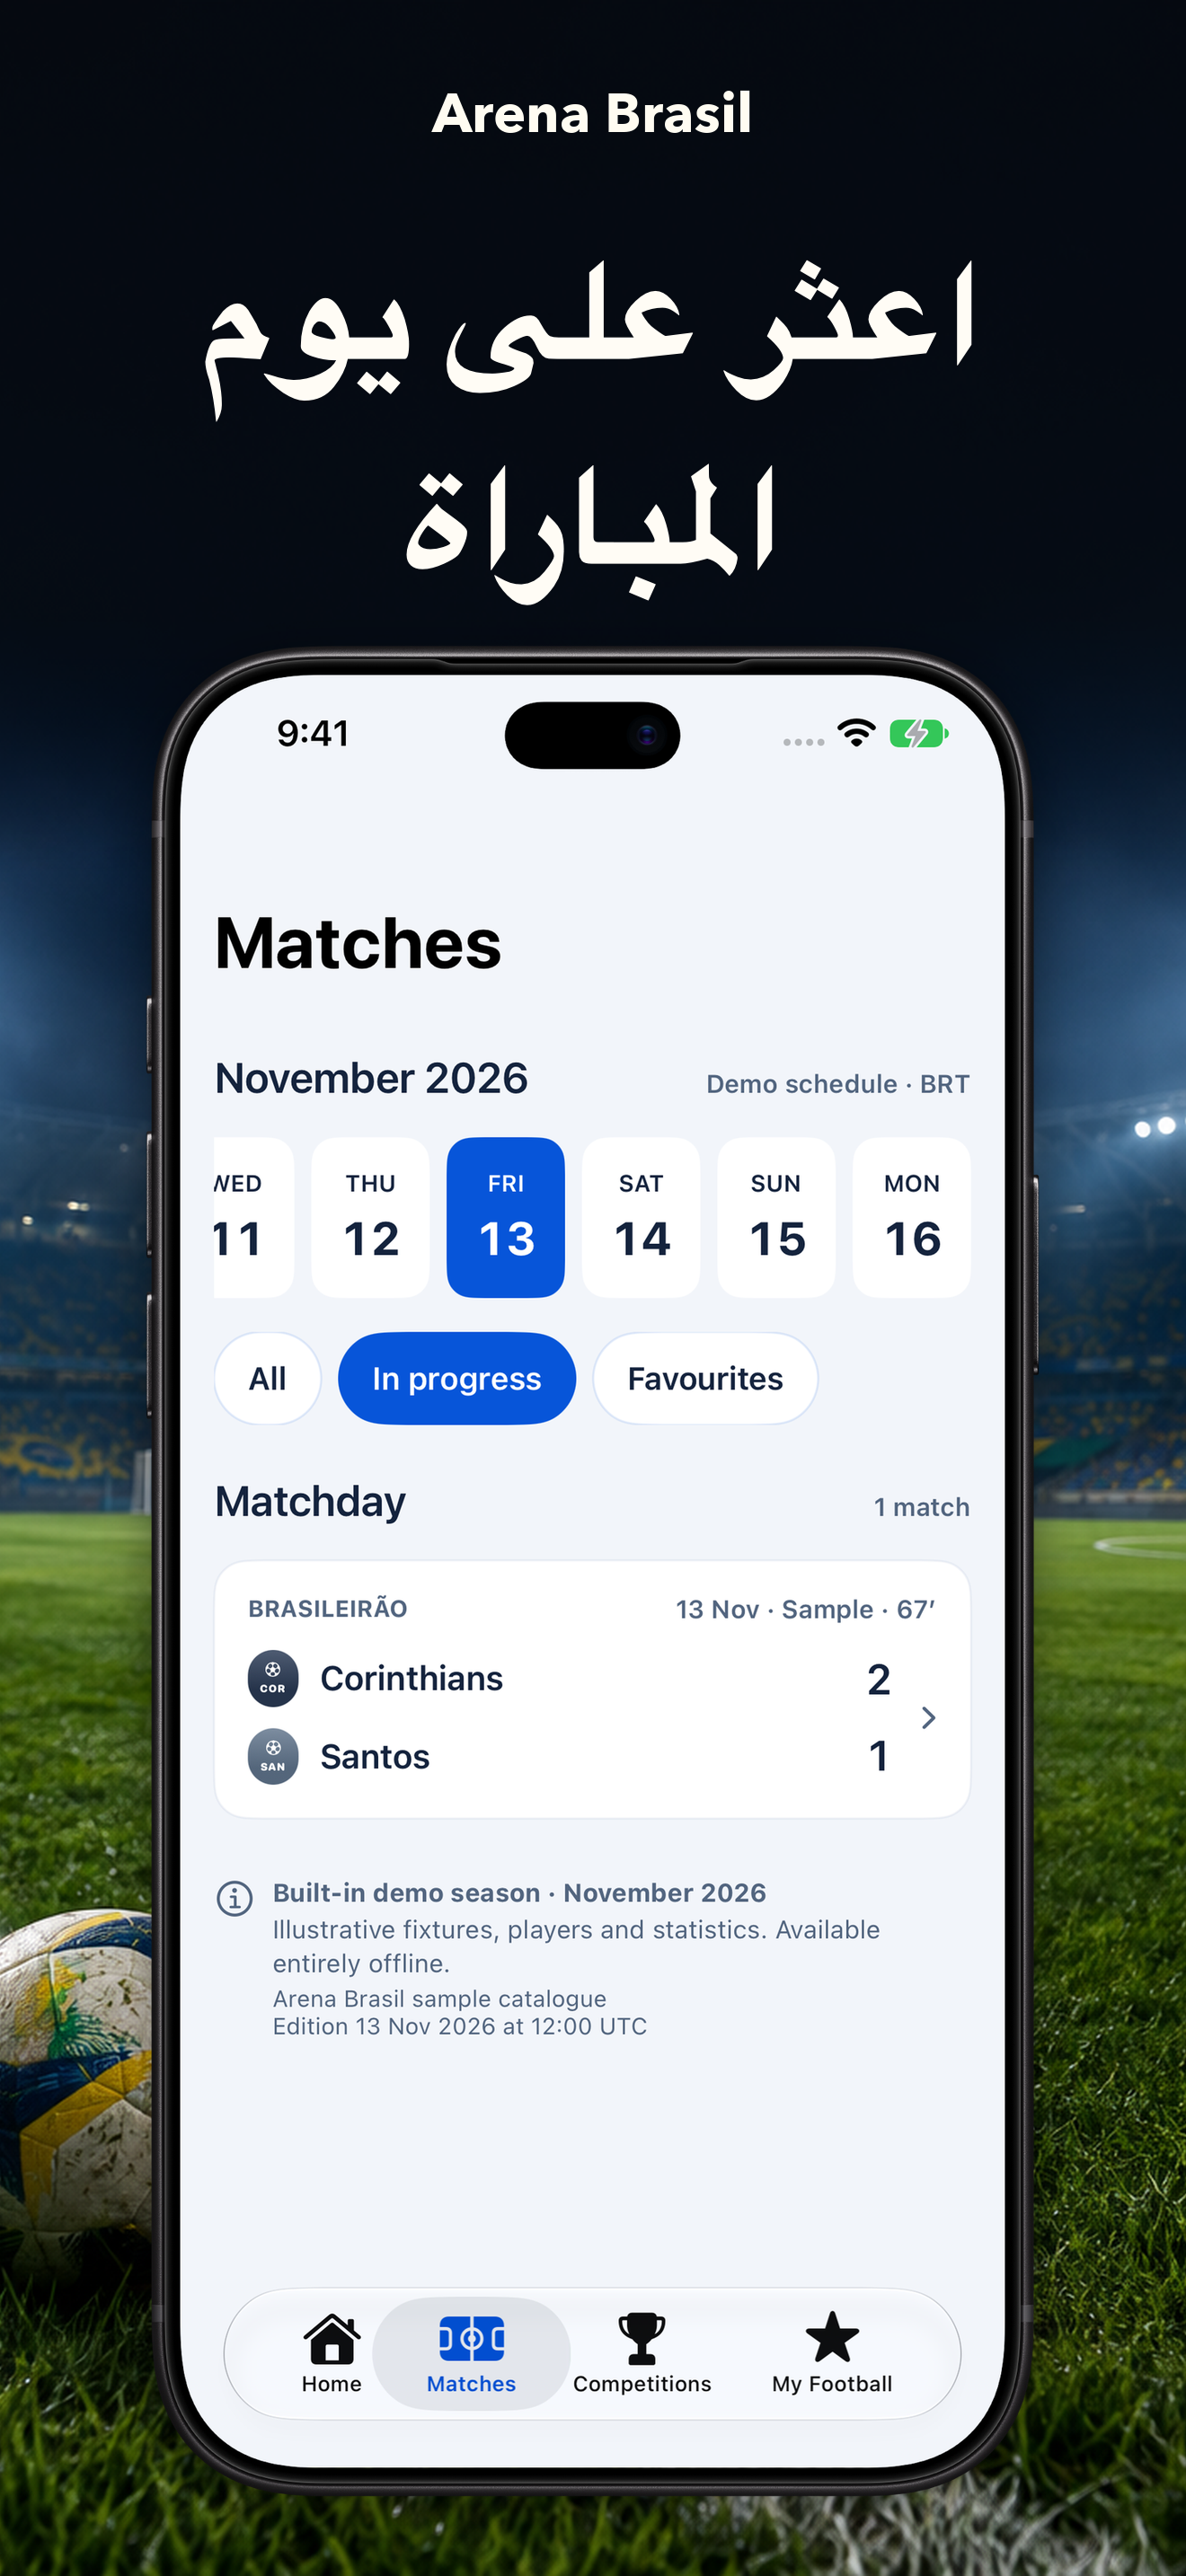 Arena Brasil
اعثر على يوم
المباراة
9:41
Matches
November 2026
Demo schedule · BRT
WED THU FRI SAT SUN MON
11 12 13 14 15 16
All In progress Favourites
Matchday
1 match
BRASILEIRÃO
13 Nov · Sample · 67′
COR Corinthians 2
SAN Santos 1
Built-in demo season · November 2026
Illustrative fixtures, players and statistics. Available
entirely offline.
Arena Brasil sample catalogue
Edition 13 Nov 2026 at 12:00 UTC
Home Matches Competitions My Football